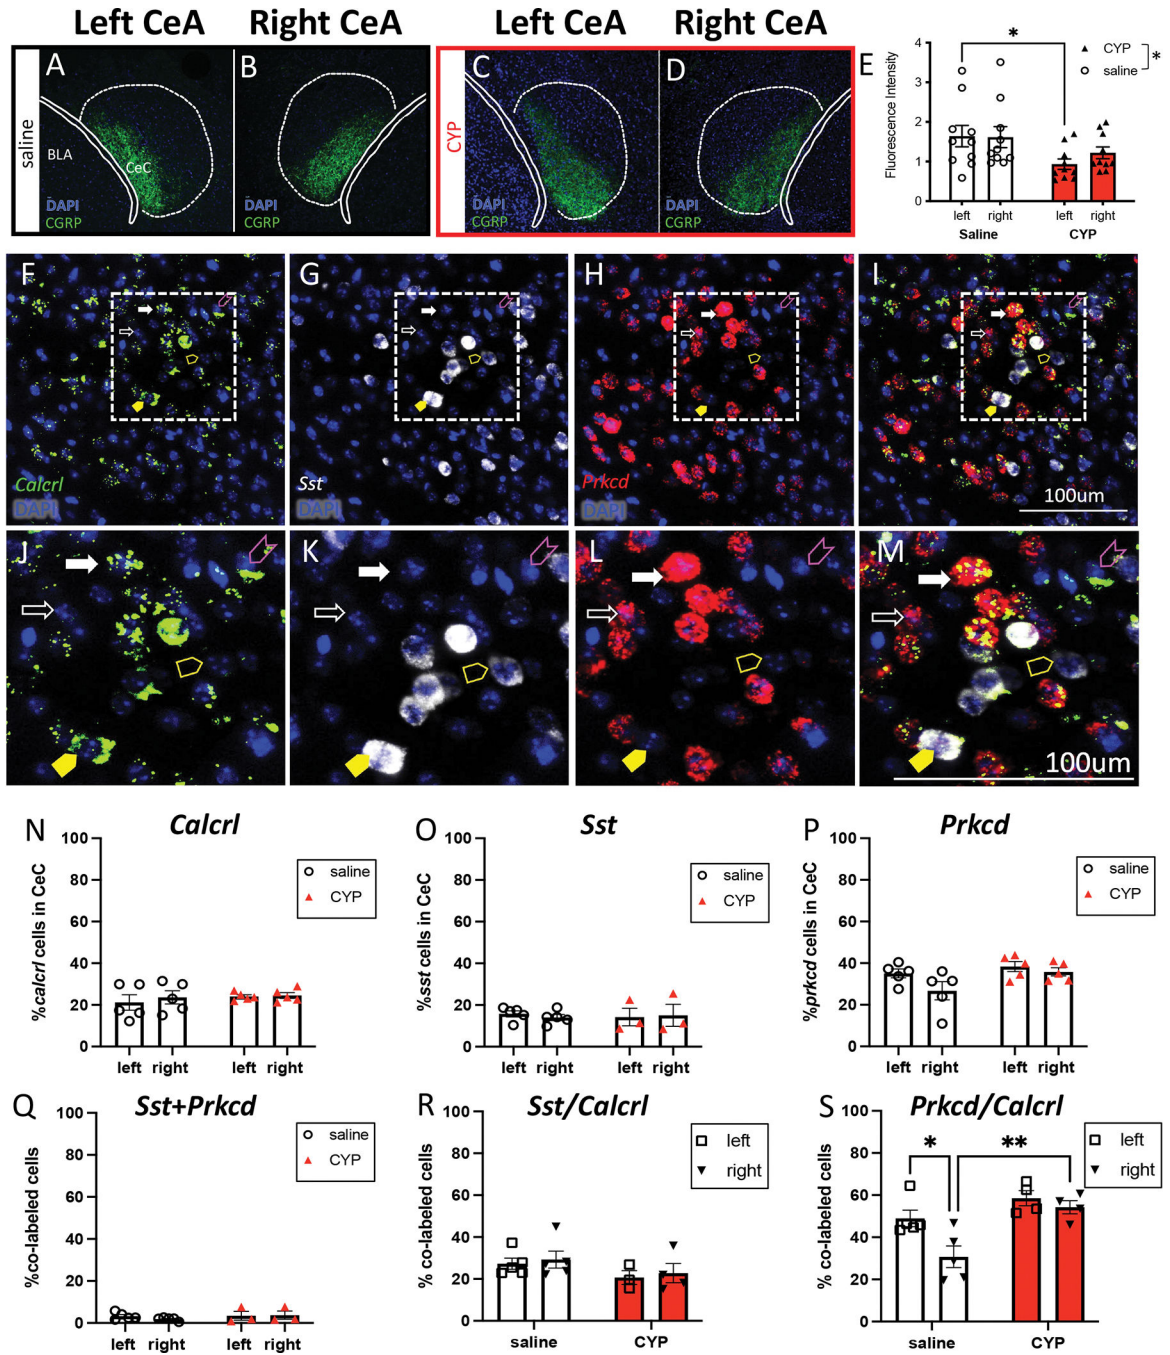 Left CeA Right CeA Left CeA Right CeA
saline
A
BLA
CeC
DAPI
CGRP
B
DAPI
CGRP
CYP
C
DAPI
CGRP
D
DAPI
CGRP
E
Fluorescence Intensity
4
3
2
1
0
*
CYP
saline
*
left right left right
Saline CYP
F
Calcrl
DAPI
G
Sst
DAPI
H
Prkcd
DAPI
I
100um
J
K
L
M
100um
N
Calcrl
%calcrl cells in CeC
100
80
60
40
20
0
saline
CYP
left right left right
O
Sst
%sst cells in CeC
100
80
60
40
20
0
saline
CYP
left right left right
P
Prkcd
%prkcd cells in CeC
100
80
60
40
20
0
saline
CYP
left right left right
Q
Sst+Prkcd
%co-labeled cells
100
80
60
40
20
0
saline
CYP
left right left right
R
Sst/Calcrl
% co-labeled cells
100
80
60
40
20
0
left
right
saline CYP
S
Prkcd/Calcrl
% co-labeled cells
100
80
60
40
20
0
* **
left
right
saline CYP